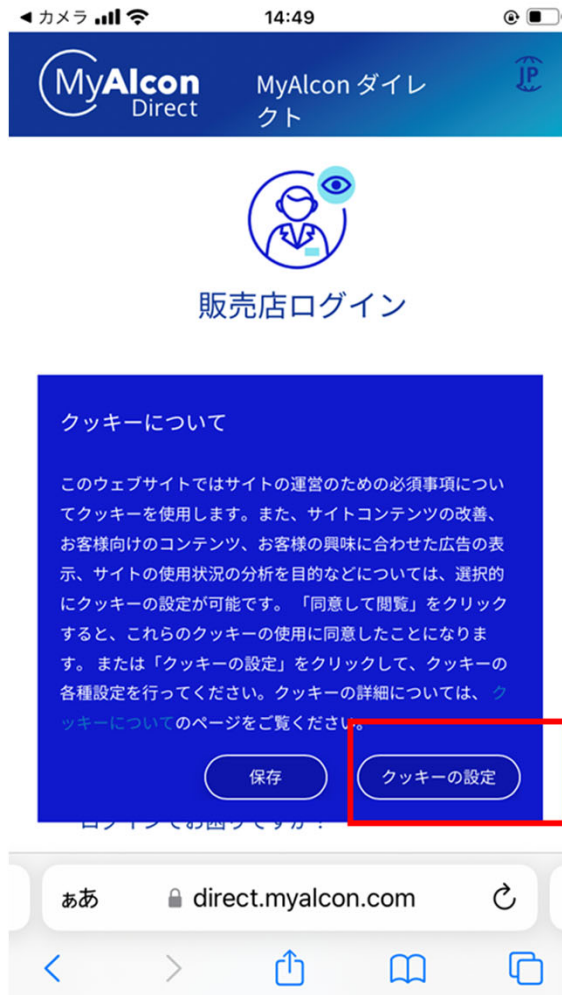 カメラ 14:49
MyAlcon
Direct
MyAlcon ダイレ
クト
JP
販売店ログイン
クッキーについて
このウェブサイトではサイトの運営のための必須事項につい
てクッキーを使用します。また、サイトコンテンツの改善、
お客様向けのコンテンツ、お客様の興味に合わせた広告の表
示、サイトの使用状況の分析を目的などについては、選択的
にクッキーの設定が可能です。 「同意して閲覧」をクリック
すると、これらのクッキーの使用に同意したことになりま
す。 または「クッキーの設定」をクリックして、クッキーの
各種設定を行ってください。クッキーの詳細については、 ク
ッキーについてのページをご覧ください。
保存 クッキーの設定
ログインでお困りですか？
ぁあ direct.myalcon.com